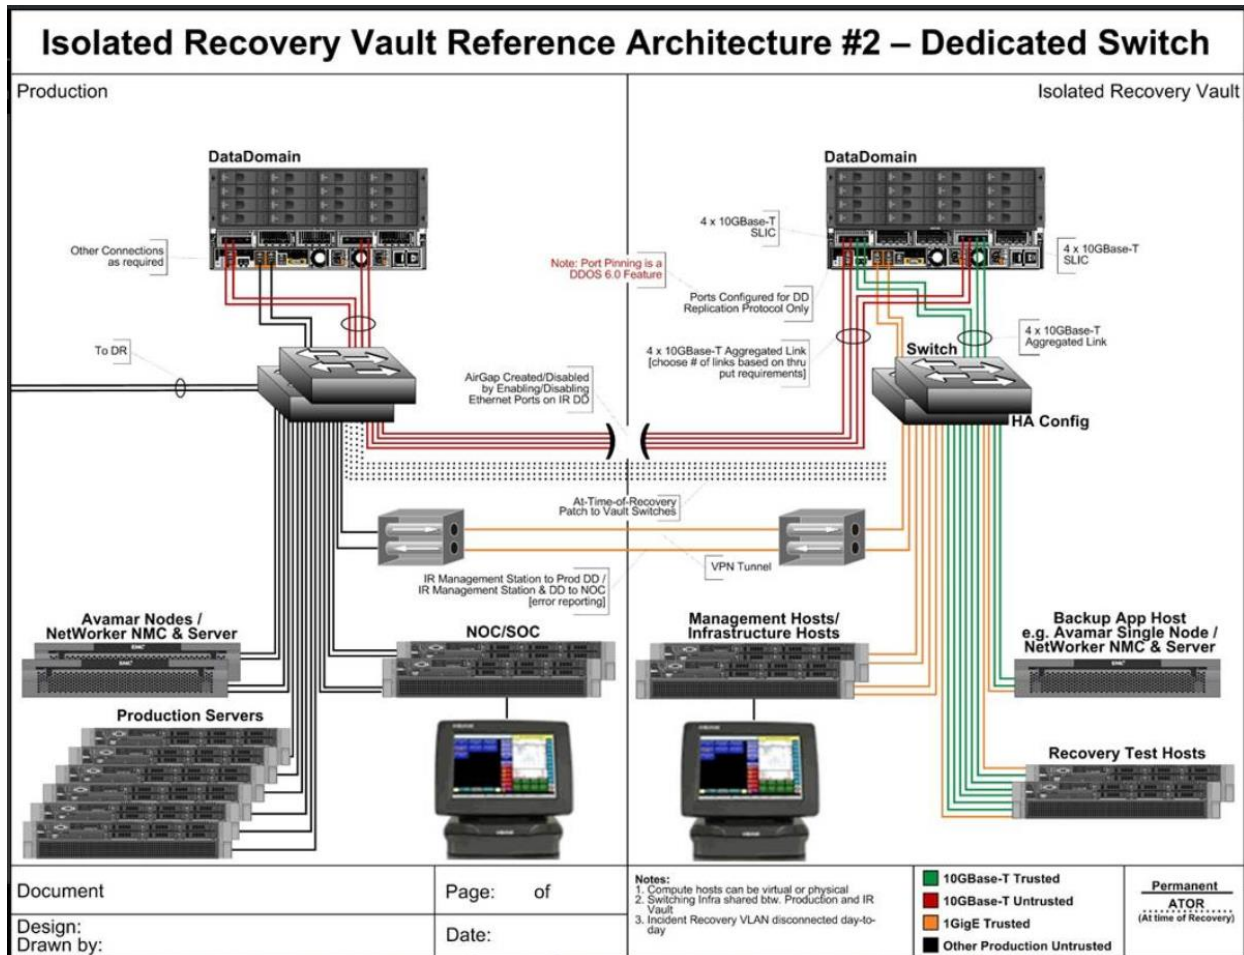 Isolated Recovery Vault Reference Architecture #2 – Dedicated Switch
Production
Isolated Recovery Vault
DataDomain
DataDomain
Other Connections
as required
4 x 10GBase-T
SLIC
4 x 10GBase-T
SLIC
Note: Port Pinning is a
DDOS 6.0 Feature
Ports Configured for DD
Replication Protocol Only
To DR
4 x 10GBase-T Aggregated Link
[choose # of links based on thru
put requirements]
Switch
4 x 10GBase-T
Aggregated Link
AirGap Created/Disabled
by Enabling/Disabling
Ethernet Ports on IR DD
HA Config
At-Time-of-Recovery
Patch to Vault Switches
VPN Tunnel
IR Management Station to Prod DD /
IR Management Station & DD to NOC
[error reporting]
Avamar Nodes /
NetWorker NMC & Server
NOC/SOC
Management Hosts/
Infrastructure Hosts
Backup App Host
e.g. Avamar Single Node /
NetWorker NMC & Server
Production Servers
Recovery Test Hosts
Document
Page: of
Design:
Drawn by:
Date:
Notes:
1. Compute hosts can be virtual or physical
2. Switching Infra shared btw. Production and IR
Vault
3. Incident Recovery VLAN disconnected day-to-
day
10GBase-T Trusted
10GBase-T Untrusted
1GigE Trusted
Other Production Untrusted
Permanent
ATOR
(At time of Recovery)